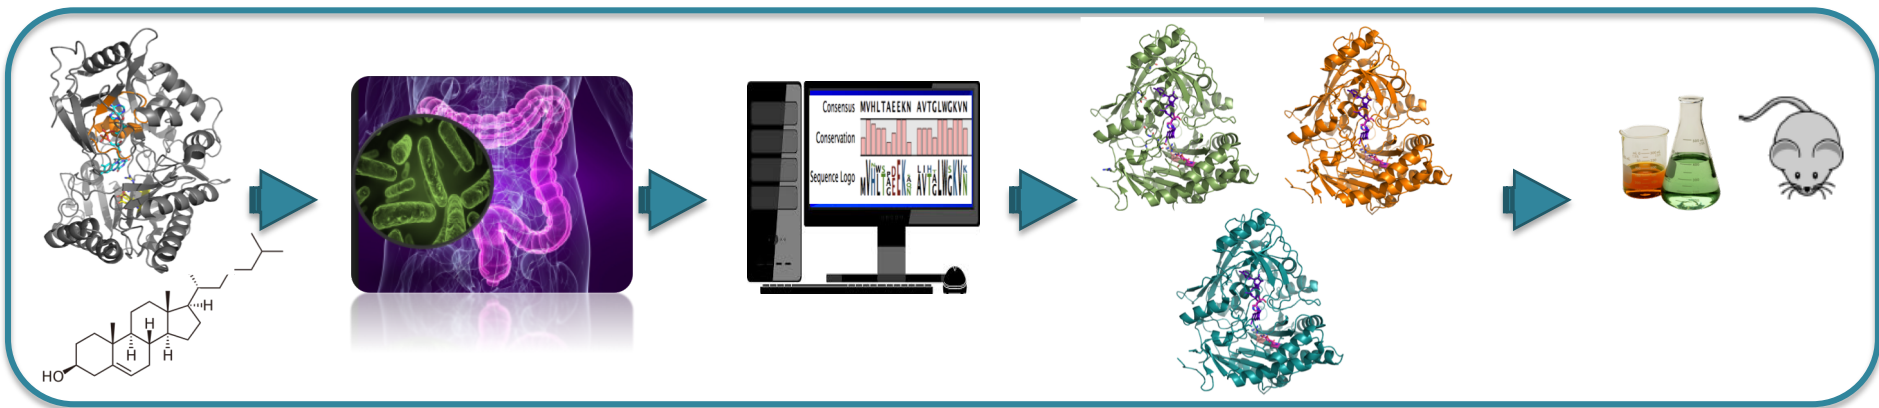 H
H
H
H
HO
Consensus MVHLTAEEKN AVTGLWGKVN
Conservation
Sequence Logo